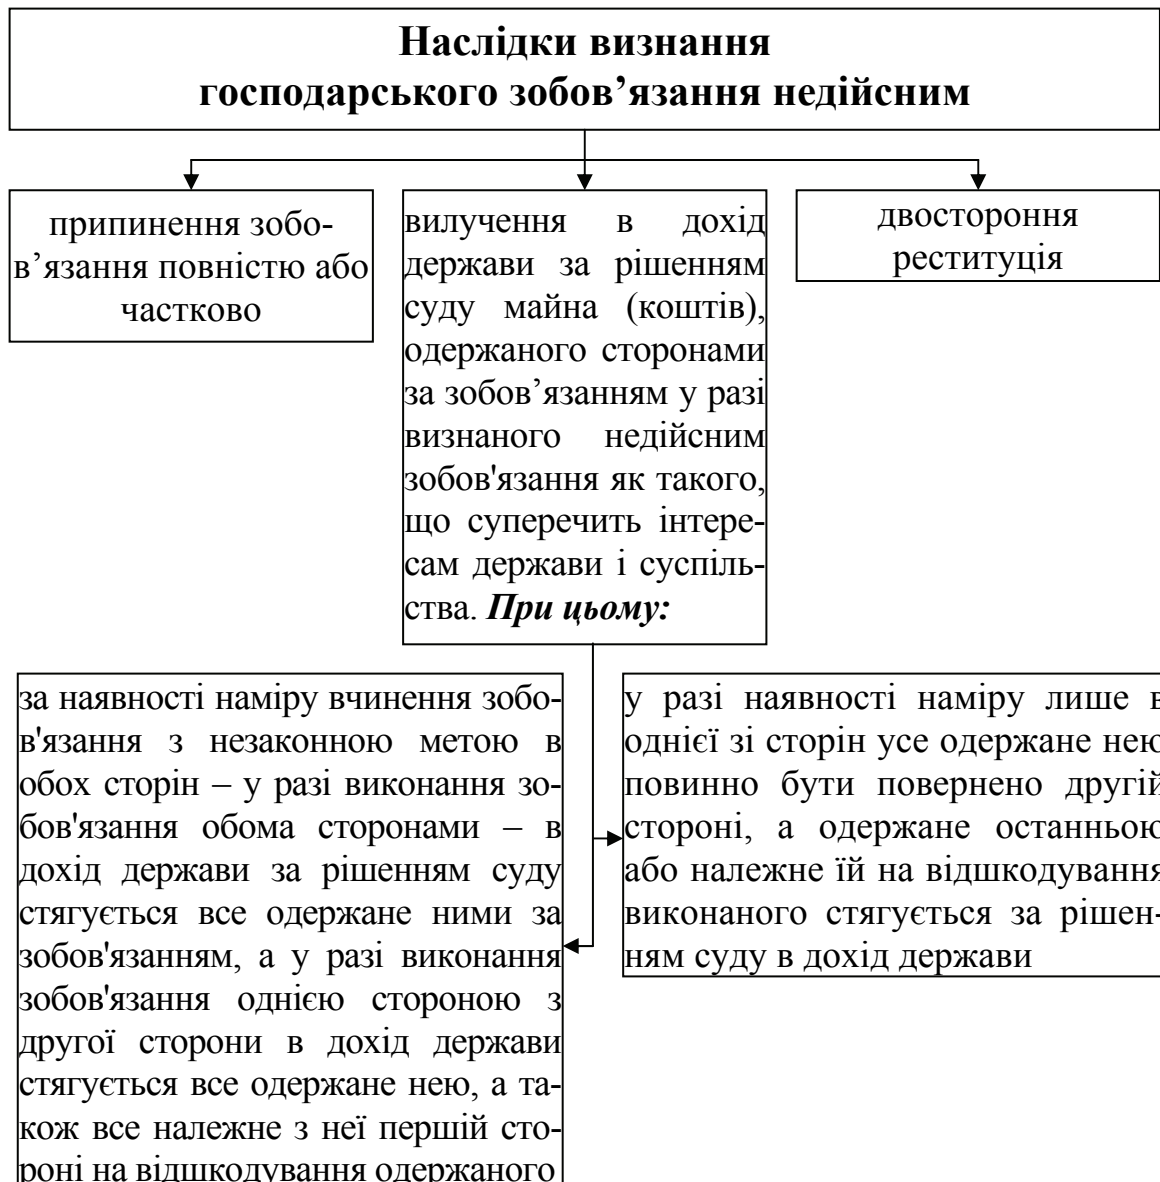 Наслідки визнання
господарського зобов’язання недійсним
припинення зобо-
в’язання повністю або
частково
вилучення в дохід
держави за рішенням
суду майна (коштів),
одержаного сторонами
за зобов’язанням у разі
визнаного недійсним
зобов'язання як такого,
що суперечить інтере-
сам держави і суспіль-
ства. При цьому:
двостороння
реституція
за наявності наміру вчинення зобо-
в'язання з незаконною метою в
обох сторін – у разі виконання зо-
бов'язання обома сторонами – в
дохід держави за рішенням суду
стягується все одержане ними за
зобов'язанням, а у разі виконання
зобов'язання однією стороною з
другої сторони в дохід держави
стягується все одержане нею, а та-
кож все належне з неї першій сто-
роні на відшкодування одержаного
у разі наявності наміру лише в
однієї зі сторін усе одержане нею
повинно бути повернено другій
стороні, а одержане останньою
або належне їй на відшкодування
виконаного стягується за рішен-
ням суду в дохід держави